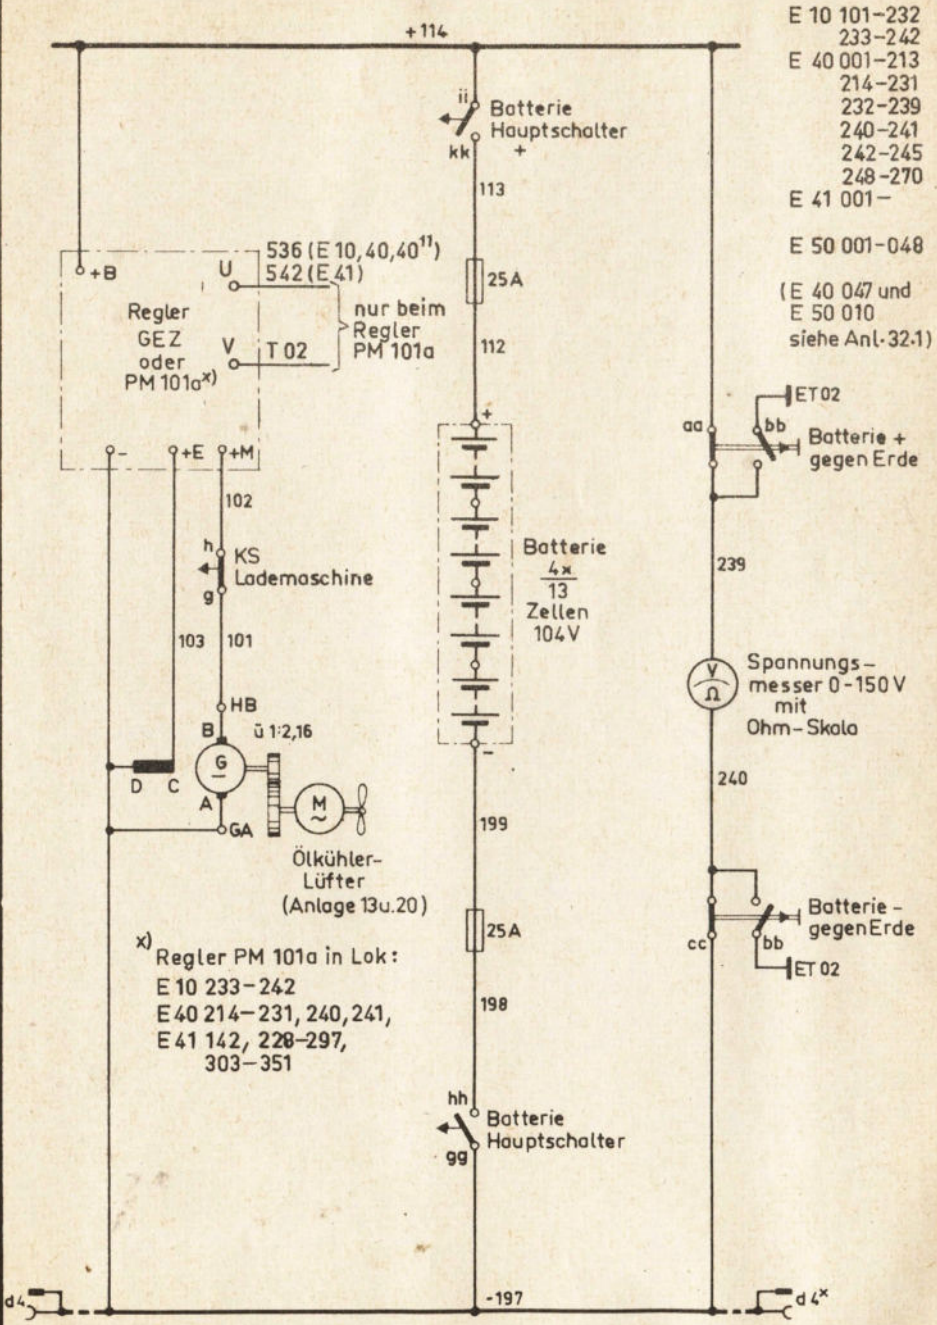 +114
E 10 101-232
233-242
E 40 001-213
214-231
232-239
240-241
242-245
248-270
E 41 001-
E 50 001-048
(E 40 047 und
E 50 010
siehe Anl. 32.1)
ii
Batterie
Hauptschalter
+
kk
113
25A
112
+B
U
536 (E 10,40,40¹¹)
542 (E 41)
Regler
GEZ
oder
PM 101a x)
V
T 02
nur beim
Regler
PM 101a
-
+E
+M
102
h
KS
Lademaschine
g
103
101
HB
B
ü 1:2,16
G
-
D
C
A
GA
M
~
Ölkühler-
Lüfter
(Anlage 13u.20)
+
Batterie
4x
13
Zellen
104V
-
199
25A
198
hh
Batterie
Hauptschalter
gg
ET 02
aa
bb
Batterie +
gegen Erde
239
V
Ω
Spannungs-
messer 0-150 V
mit
Ohm-Skala
240
Batterie -
gegen Erde
cc
bb
ET 02
x)
Regler PM 101a in Lok:
E 10 233-242
E 40 214-231, 240, 241,
E 41 142, 228-297,
303-351
d 4
-197
d 4x